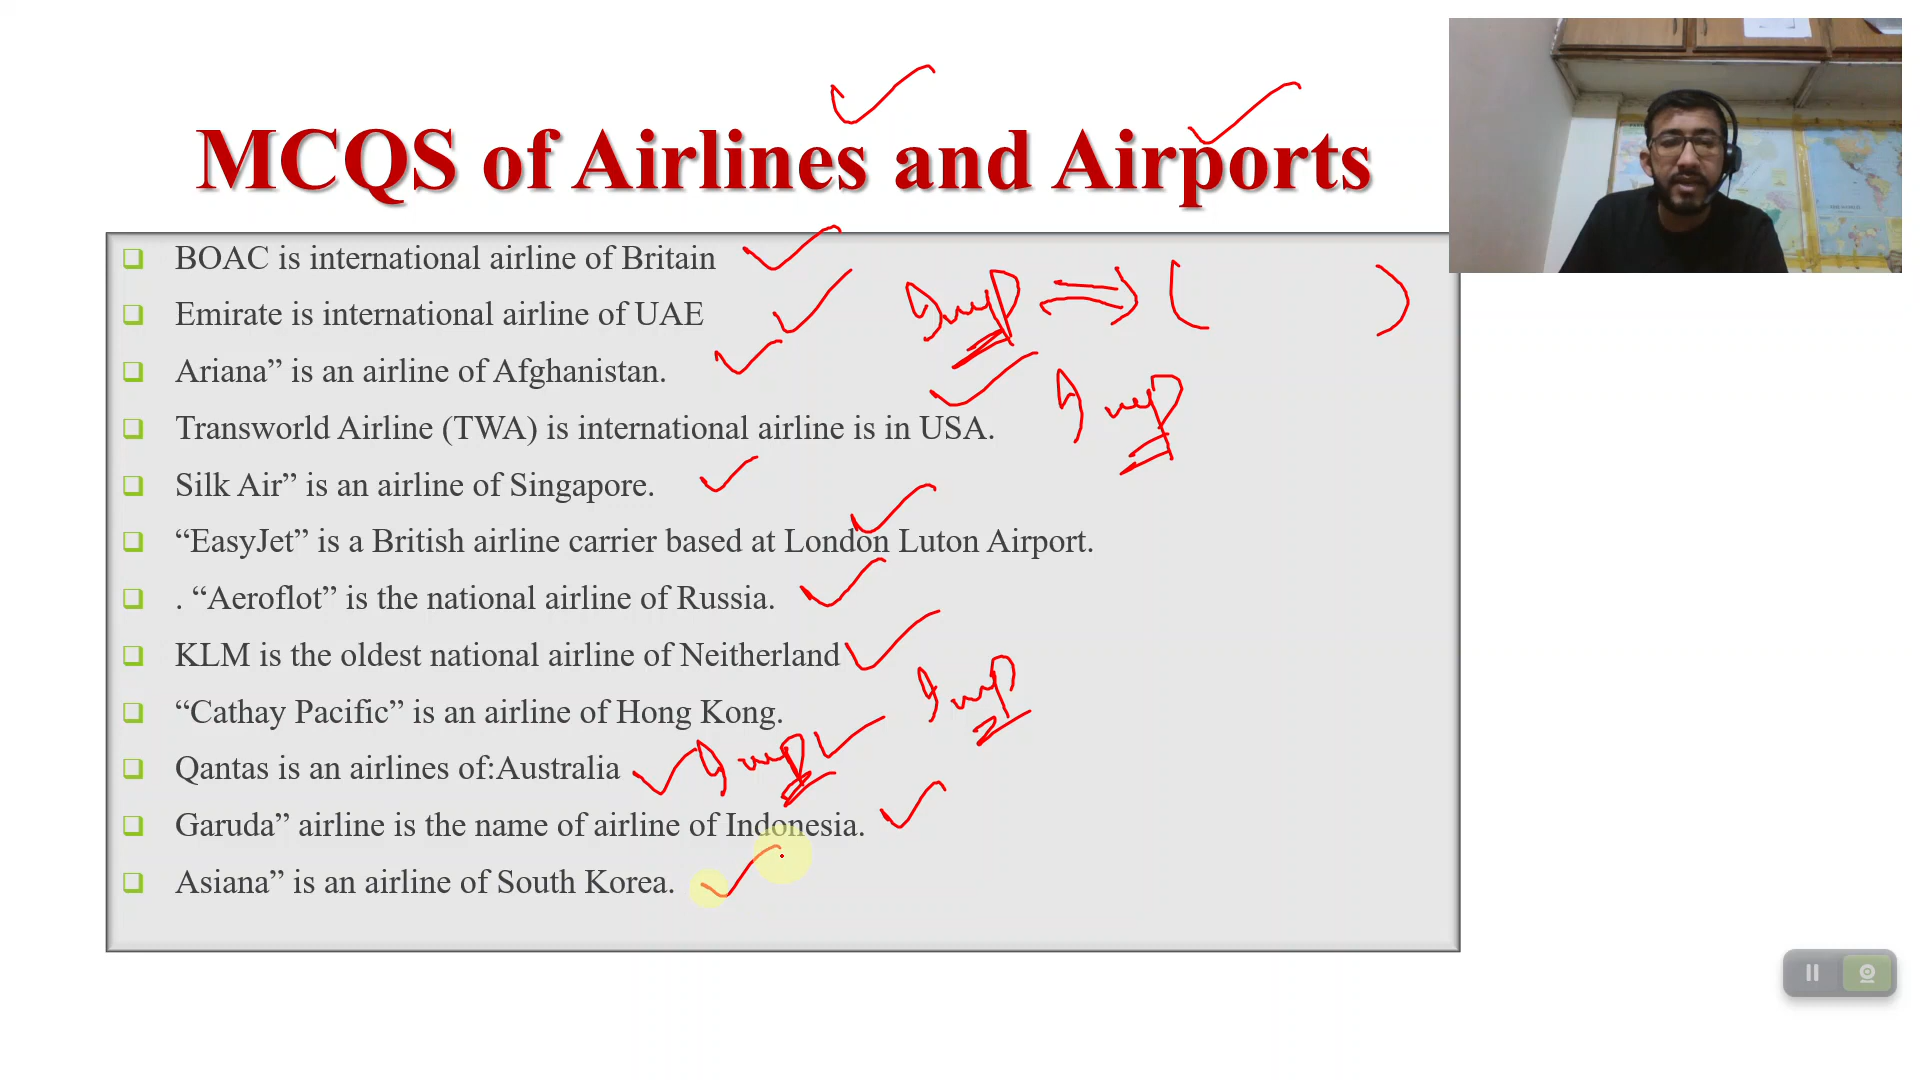 MCQS of Airlines and Airports
BOAC is international airline of Britain
Emirate is international airline of UAE
Imp ( )
Ariana” is an airline of Afghanistan.
Transworld Airline (TWA) is international airline is in USA.
Imp
Silk Air” is an airline of Singapore.
“EasyJet” is a British airline carrier based at London Luton Airport.
. “Aeroflot” is the national airline of Russia.
KLM is the oldest national airline of Neitherland
Imp
“Cathay Pacific” is an airline of Hong Kong.
Qantas is an airlines of:Australia
Imp
Garuda” airline is the name of airline of Indonesia.
Asiana” is an airline of South Korea.